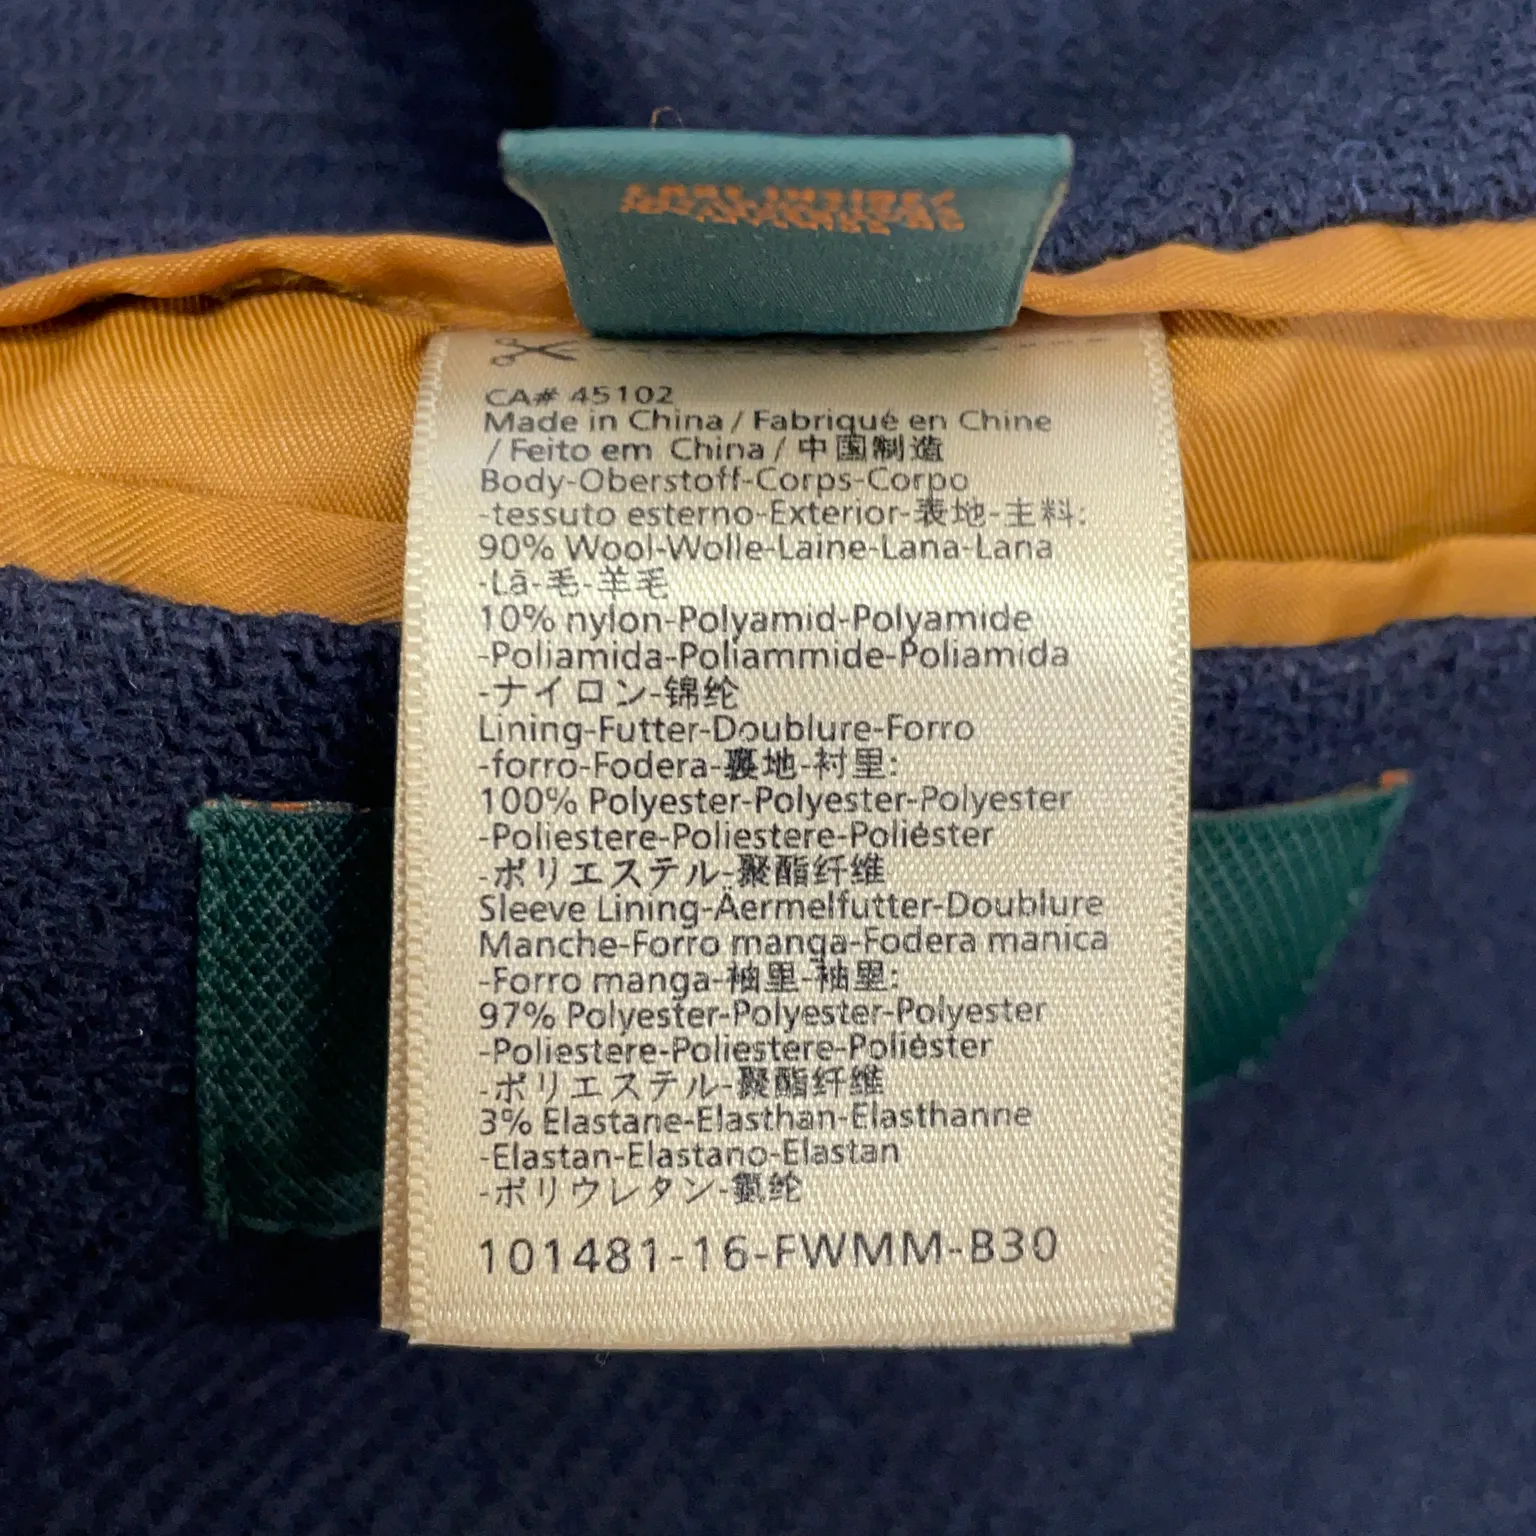 CA# 45102
Made in China / Fabriqué en Chine
/ Feito em China / 中国制造
Body-Oberstoff-Corps-Corpo
-tessuto esterno-Exterior-表地-主料:
90% Wool-Wolle-Laine-Lana-Lana
-Lã-毛-羊毛
10% nylon-Polyamid-Polyamide
-Poliamida-Poliammide-Poliamida
-ナイロン-锦纶
Lining-Futter-Doublure-Forro
-forro-Fodera-裏地-衬里:
100% Polyester-Polyester-Polyester
-Poliestere-Poliestere-Poliéster
-ポリエステル-聚酯纤维
Sleeve Lining-Äermelfutter-Doublure
Manche-Forro manga-Fodera manica
-Forro manga-袖里-袖里:
97% Polyester-Polyester-Polyester
-Poliestere-Poliestere-Poliéster
-ポリエステル-聚酯纤维
3% Elastane-Elasthan-Elasthanne
-Elastan-Elastano-Elastan
-ポリウレタン-氨纶
101481-16-FWMM-B30